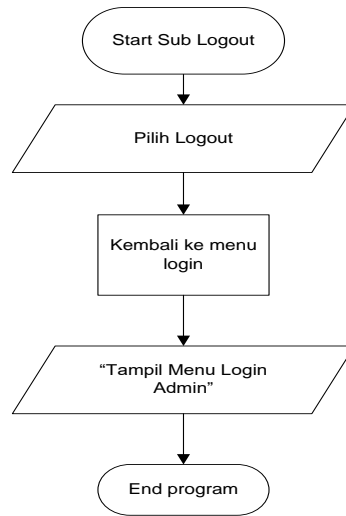 Start Sub Logout
Pilih Logout
Kembali ke menu
login
“Tampil Menu Login
Admin”
End program